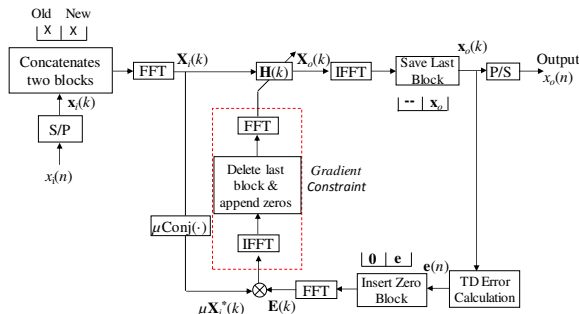 Old New
X X
Concatenates
two blocks
FFT
X_i(k)
H(k)
X_o(k)
IFFT
Save Last
Block
x_o(k)
P/S
Output
x_o(n)
-- x_o
x_i(k)
S/P
x_i(n)
FFT
Delete last
block &
append zeros
Gradient
Constraint
IFFT
μConj(·)
μX_i*(k)
E(k)
FFT
0 e
Insert Zero
Block
e(n)
TD Error
Calculation